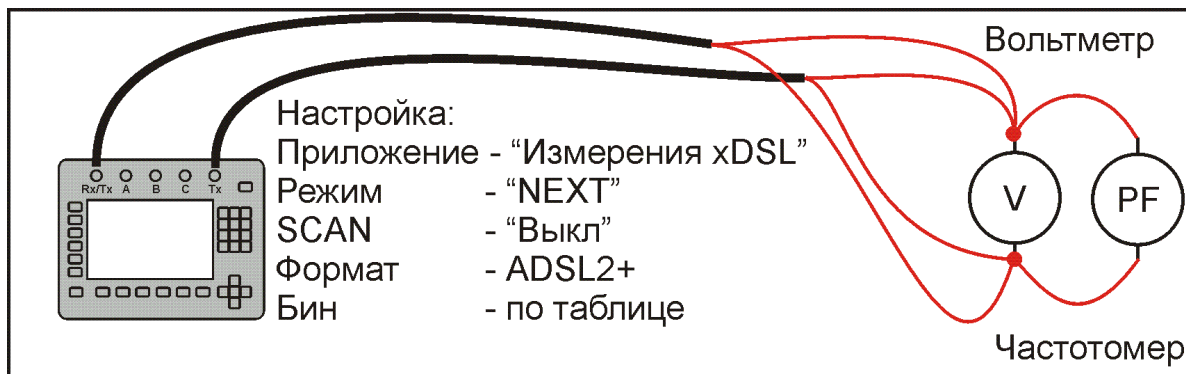 Вольтметр
Настройка:
Приложение - “Измерения xDSL”
Режим - “NEXT”
SCAN - “Выкл”
Формат - ADSL2+
Бин - по таблице
Rx/Tx A B C Tx
V
PF
Частотомер